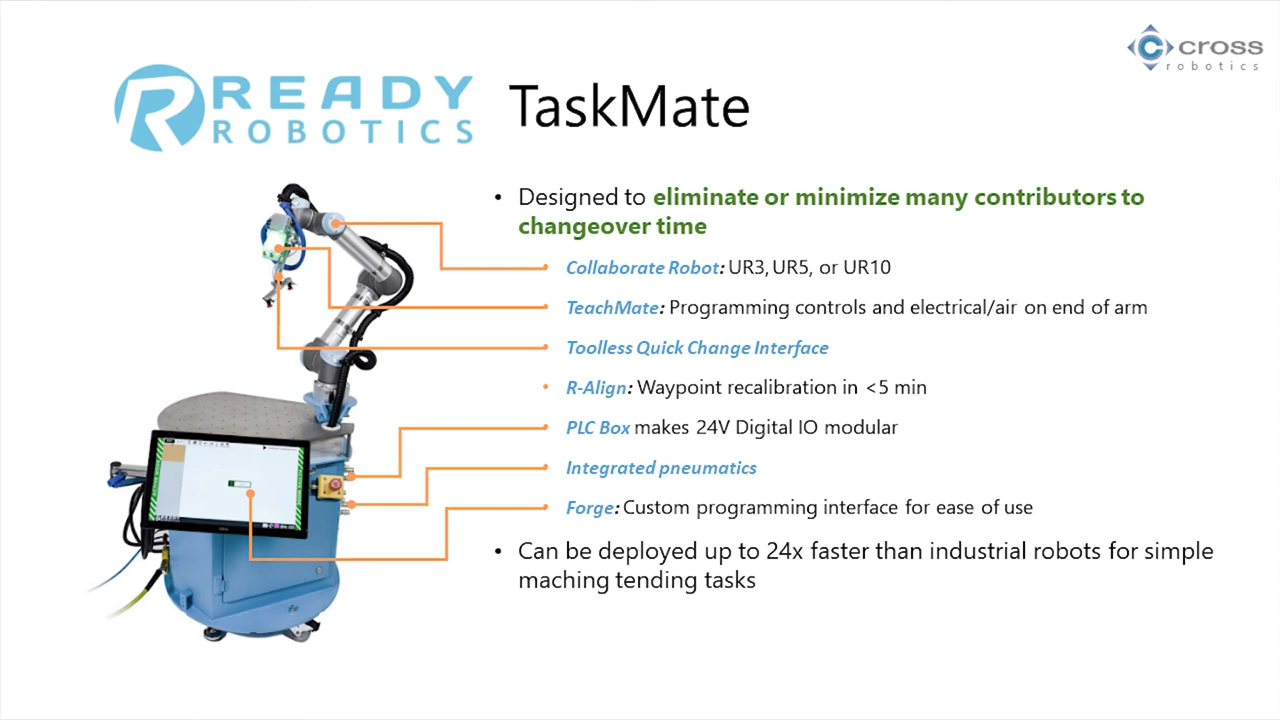 cross
robotics
READY
ROBOTICS
TaskMate
• Designed to eliminate or minimize many contributors to
changeover time
• Collaborate Robot: UR3, UR5, or UR10
• TeachMate: Programming controls and electrical/air on end of arm
• Toolless Quick Change Interface
• R-Align: Waypoint recalibration in <5 min
• PLC Box makes 24V Digital IO modular
• Integrated pneumatics
• Forge: Custom programming interface for ease of use
• Can be deployed up to 24x faster than industrial robots for simple
maching tending tasks